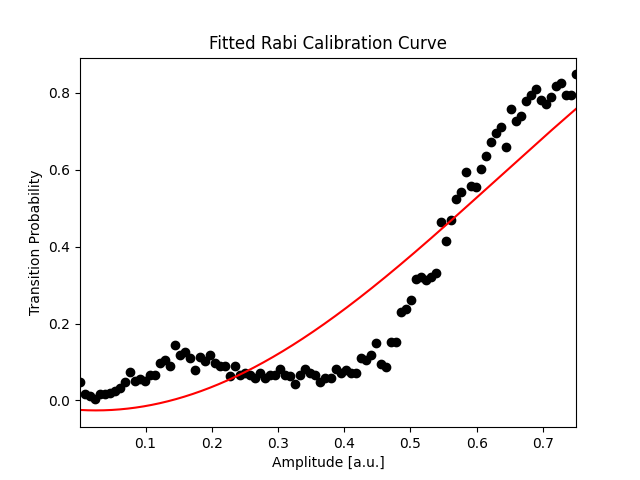 Fitted Rabi Calibration Curve
Transition Probability
0.8
0.6
0.4
0.2
0.0
0.1 0.2 0.3 0.4 0.5 0.6 0.7
Amplitude [a.u.]